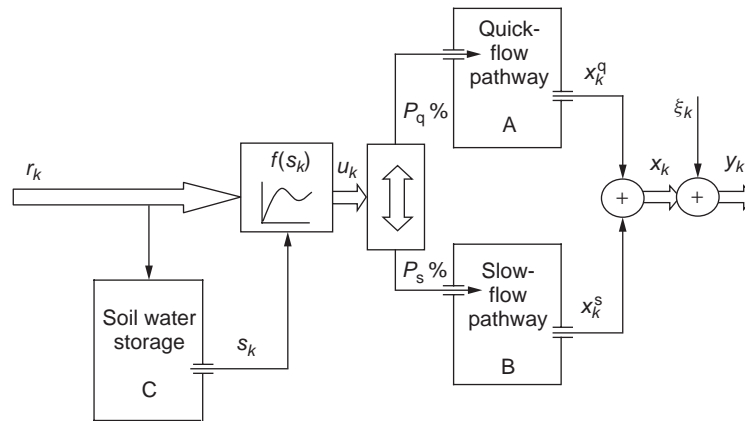 Quick-
flow
pathway
A
x_k^q
P_q %
ξ_k
f(s_k)
u_k
r_k
x_k
y_k
+
+
P_s %
Slow-
flow
pathway
B
x_k^s
Soil water
storage
C
s_k